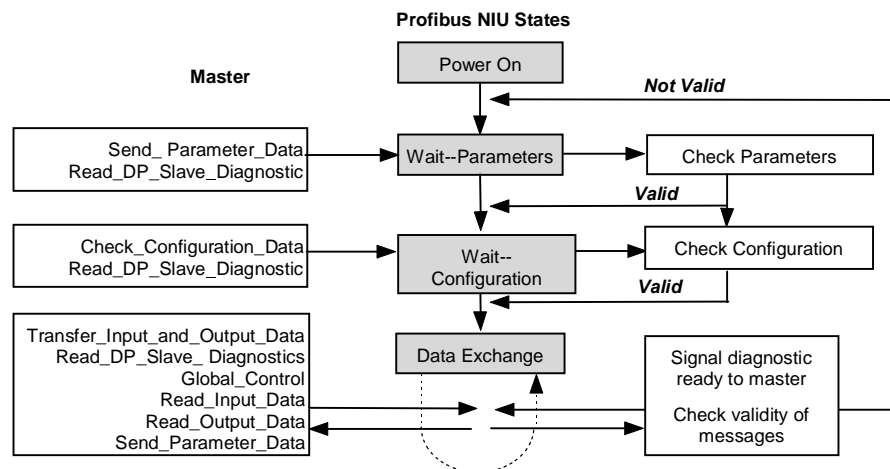 Profibus NIU States
Master
Power On
Not Valid
Send_ Parameter_Data
Read_DP_Slave_Diagnostic
Wait--Parameters
Check Parameters
Valid
Check_Configuration_Data
Read_DP_Slave_Diagnostic
Wait--
Configuration
Check Configuration
Valid
Transfer_Input_and_Output_Data
Read_DP_Slave_ Diagnostics
Global_Control
Read_Input_Data
Read_Output_Data
Send_Parameter_Data
Data Exchange
Signal diagnostic
ready to master
Check validity of
messages